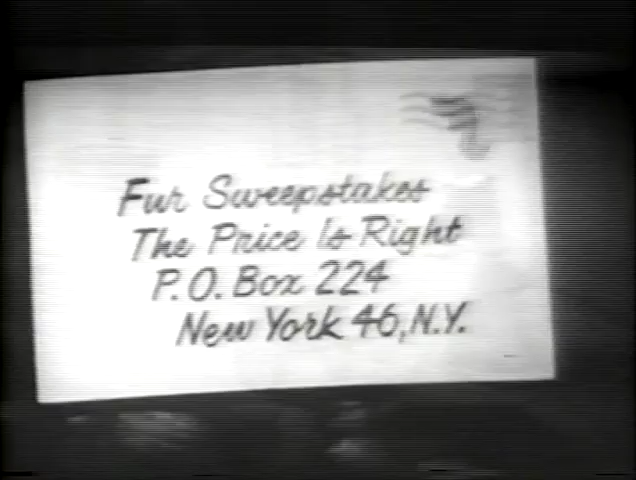 Fur Sweepstakes
The Price Is Right
P.O. Box 224
New York 46, N.Y.